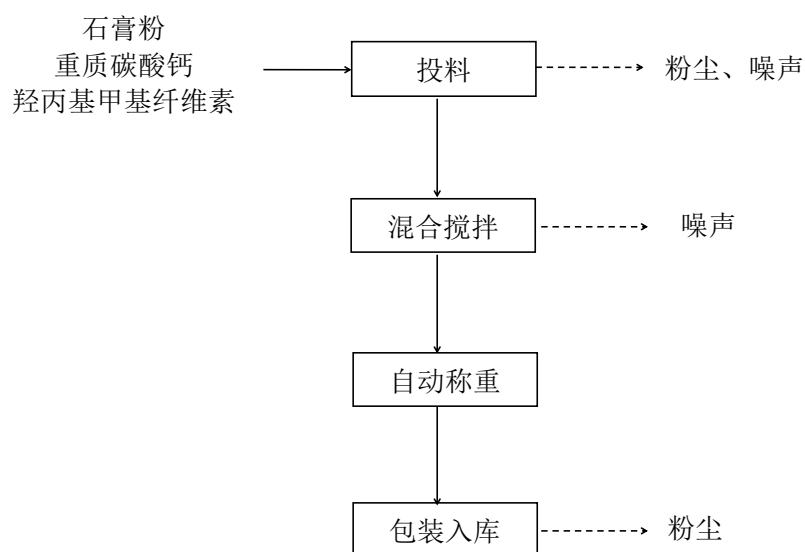 石膏粉
重质碳酸钙
羟丙基甲基纤维素
投料
粉尘、噪声
混合搅拌
噪声
自动称重
包装入库
粉尘